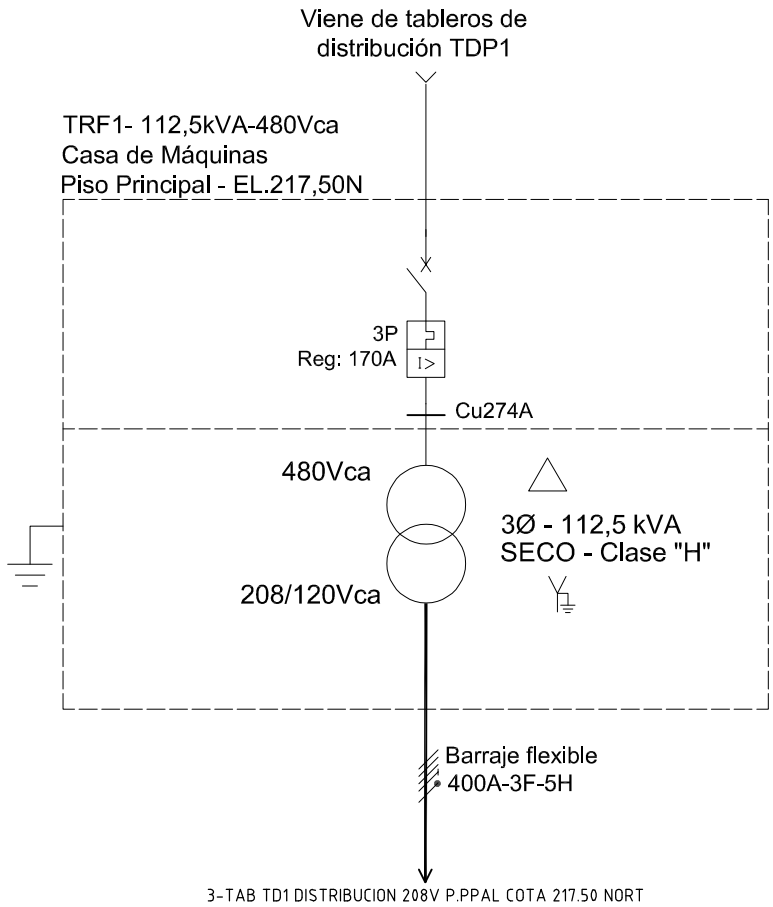 Viene de tableros de
distribución TDP1
TRF1- 112,5kVA-480Vca
Casa de Máquinas
Piso Principal - EL.217,50N
3P
Reg: 170A
I>
Cu274A
480Vca
3Ø - 112,5 kVA
SECO - Clase "H"
208/120Vca
Barraje flexible
400A-3F-5H
3-TAB TD1 DISTRIBUCION 208V P.PPAL COTA 217.50 NORT